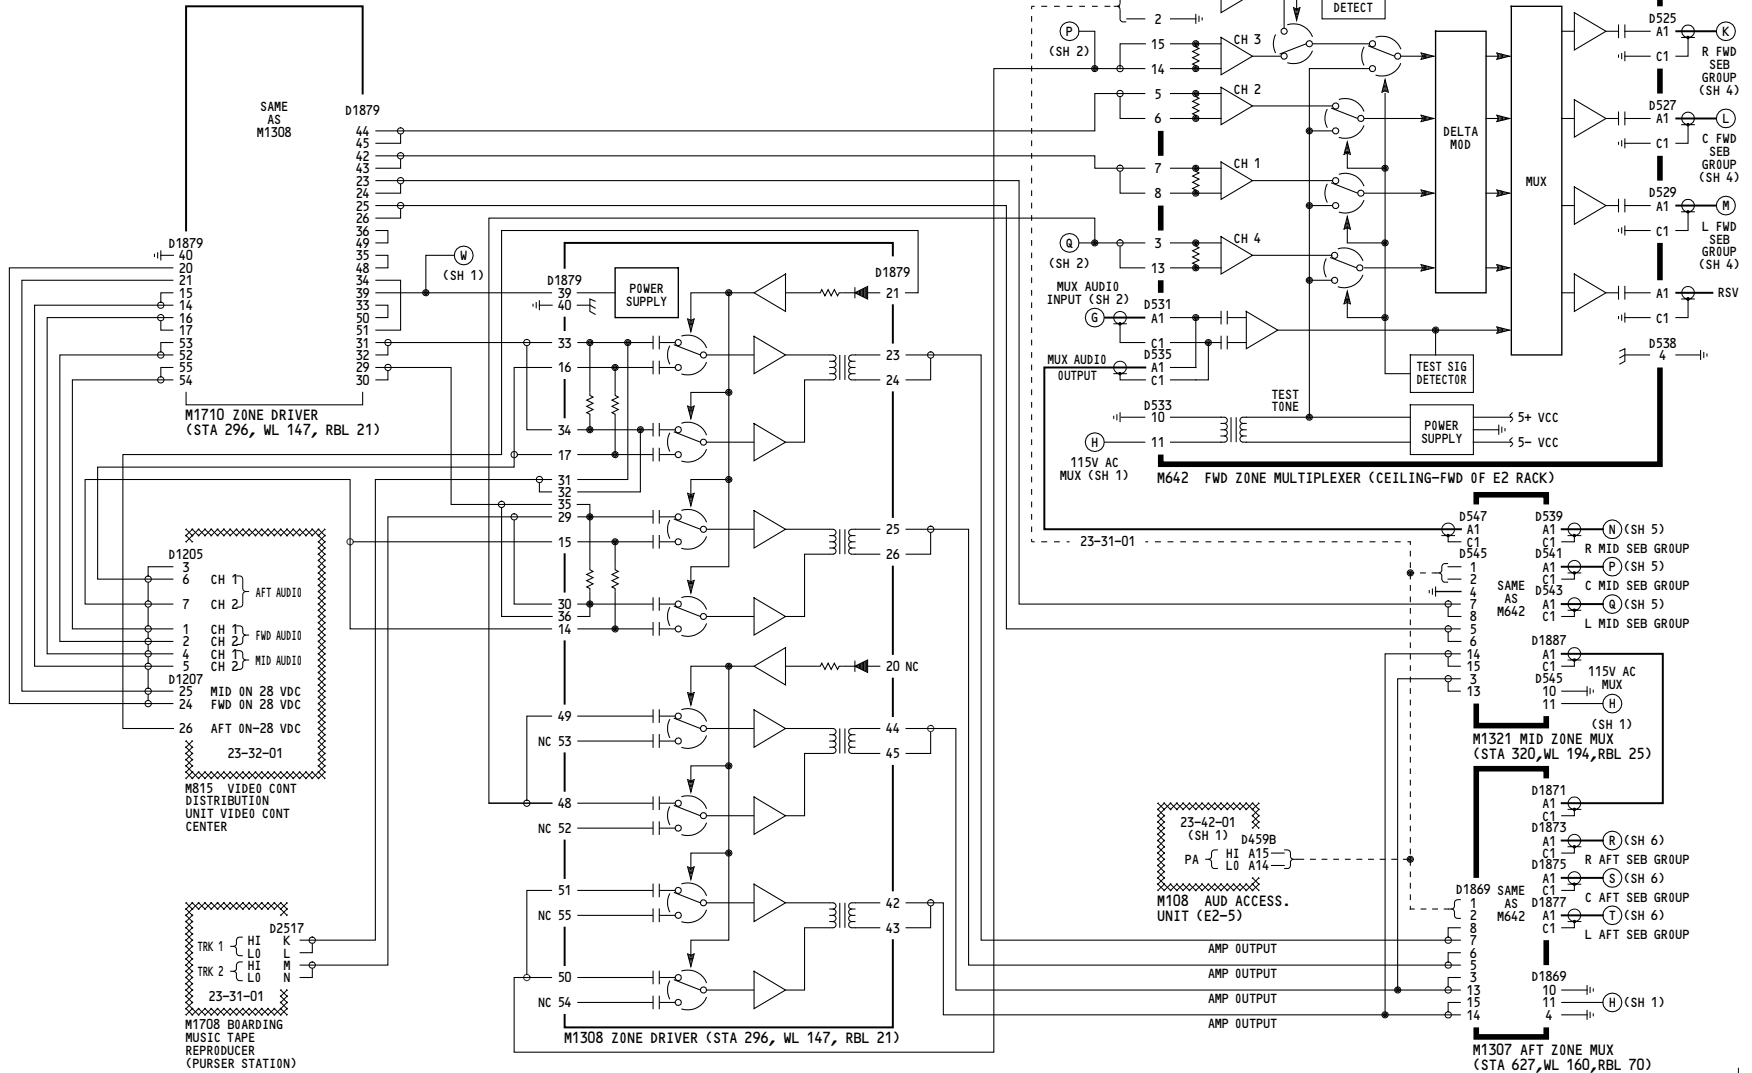 SAME
AS
M1308
D1879
44
45
42
43
23
24
25
26
36
49
35
48
34
39
33
50
51
31
32
29
30
D1879
40
20
21
15
14
16
17
53
52
55
54
M1710 ZONE DRIVER
(STA 296, WL 147, RBL 21)
W
(SH 1)
D1205
3
6 CH 1
7 CH 2
AFT AUDIO
1 CH 1
2 CH 2
FWD AUDIO
4 CH 1
5 CH 2
MID AUDIO
D1207
25 MID ON 28 VDC
24 FWD ON 28 VDC
26 AFT ON-28 VDC
23-32-01
M815 VIDEO CONT
DISTRIBUTION
UNIT VIDEO CONT
CENTER
D2517
TRK 1 HI K
LO L
TRK 2 HI M
LO N
23-31-01
M1708 BOARDING
MUSIC TAPE
REPRODUCER
(PURSER STATION)
D1879
39
40
POWER
SUPPLY
D1879
21
33
16
23
24
34
17
31
32
35
29
15
25
26
30
36
14
20 NC
49
NC 53
44
45
48
NC 52
51
NC 55
42
43
50
NC 54
M1308 ZONE DRIVER (STA 296, WL 147, RBL 21)
DETECT
2
P
(SH 2)
15
14
CH 3
5
6
CH 2
7
8
CH 1
Q
(SH 2)
3
13
CH 4
MUX AUDIO
INPUT (SH 2)
D531
G
A1
C1
MUX AUDIO
OUTPUT
D535
A1
C1
D533
10
H
11
115V AC
MUX (SH 1)
TEST
TONE
DELTA
MOD
MUX
TEST SIG
DETECTOR
POWER
SUPPLY
5+ VCC
5- VCC
D525
A1
K
C1
R FWD
SEB
GROUP
(SH 4)
D527
A1
L
C1
C FWD
SEB
GROUP
(SH 4)
D529
A1
M
C1
L FWD
SEB
GROUP
(SH 4)
A1
RSV
C1
D538
4
M642 FWD ZONE MULTIPLEXER (CEILING-FWD OF E2 RACK)
23-31-01
D547
A1
C1
D545
1
2
4
7
8
5
6
14
15
3
13
SAME
AS
M642
D539
A1
N (SH 5)
C1
R MID SEB GROUP
D541
A1
P (SH 5)
C1
C MID SEB GROUP
D543
A1
Q (SH 5)
C1
L MID SEB GROUP
D1887
A1
C1
D545
10
11
115V AC
MUX
H
(SH 1)
M1321 MID ZONE MUX
(STA 320,WL 194,RBL 25)
23-42-01
(SH 1)
D459B
PA HI A15
LO A14
M108 AUD ACCESS.
UNIT (E2-5)
AMP OUTPUT
AMP OUTPUT
AMP OUTPUT
AMP OUTPUT
D1869
1
2
8
7
6
5
3
13
15
14
SAME
AS
M642
D1871
A1
C1
D1873
A1
R (SH 6)
C1
R AFT SEB GROUP
D1875
A1
S (SH 6)
C1
C AFT SEB GROUP
D1877
A1
T (SH 6)
C1
L AFT SEB GROUP
D1869
10
11
H (SH 1)
4
M1307 AFT ZONE MUX
(STA 627,WL 160,RBL 70)